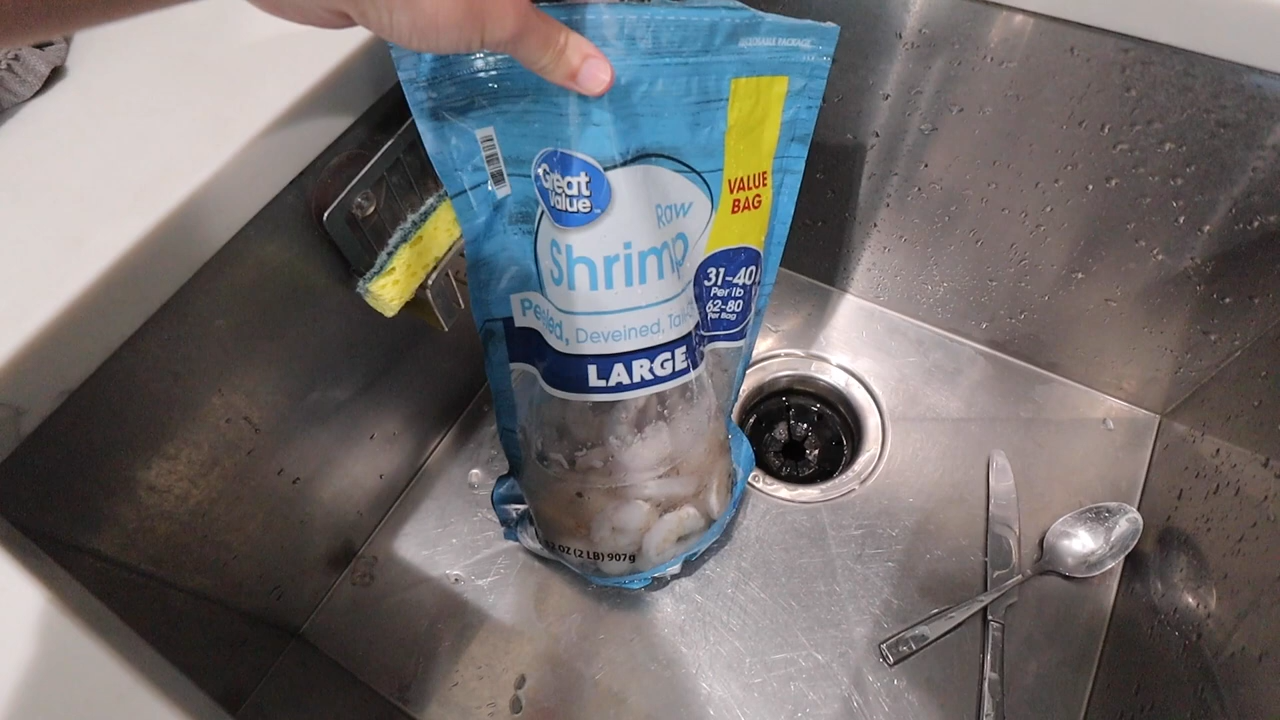 RESEALABLE PACKAGE
Great
Value
Raw
Shrimp
Peeled, Deveined,
LARGE
VALUE
BAG
31-40
Per lb
62-80
Per Bag
OZ (2 LB) 907g